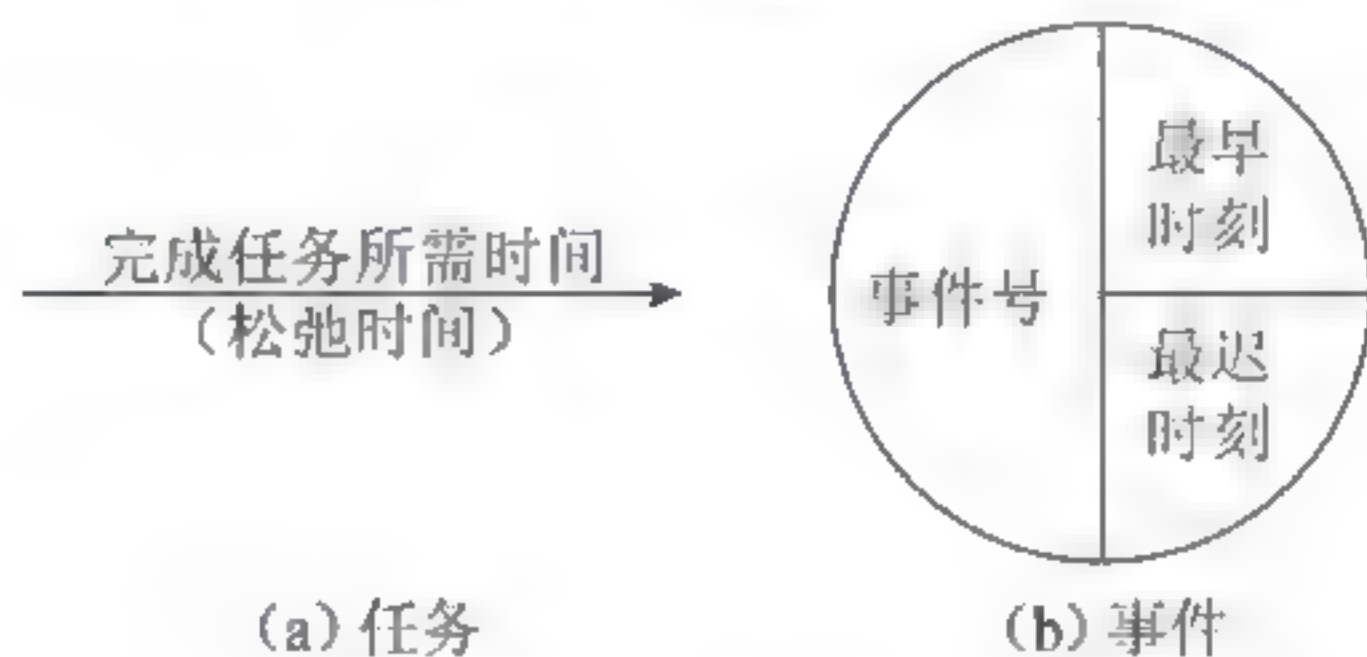 完成任务所需时间
（松弛时间）
(a) 任务
事件号
最早
时刻
最迟
时刻
(b) 事件